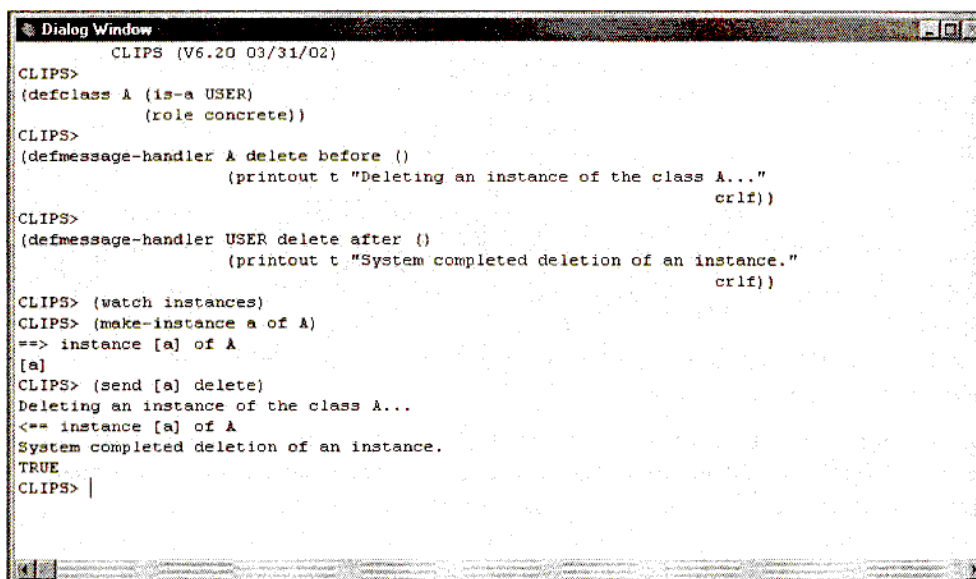 Dialog Window
CLIPS (V6.20 03/31/02)
CLIPS>
(defclass A (is-a USER)
(role concrete))
CLIPS>
(defmessage-handler A delete before ()
(printout t "Deleting an instance of the class A..."
crlf))
CLIPS>
(defmessage-handler USER delete after ()
(printout t "System completed deletion of an instance."
crlf))
CLIPS> (watch instances)
CLIPS> (make-instance a of A)
==> instance [a] of A
[a]
CLIPS> (send [a] delete)
Deleting an instance of the class A...
<== instance [a] of A
System completed deletion of an instance.
TRUE
CLIPS>